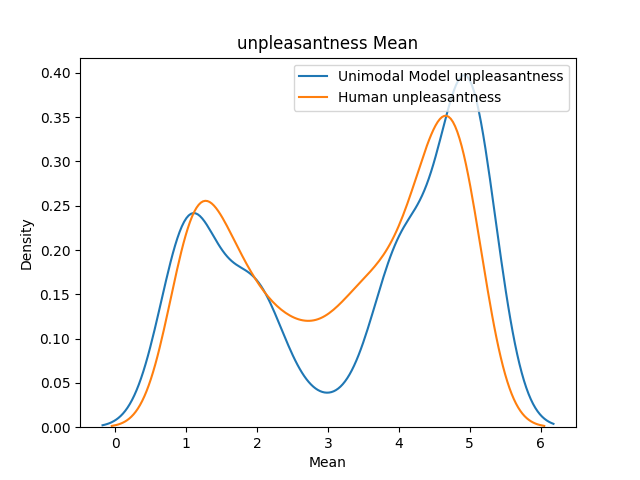 unpleasantness Mean
Unimodal Model unpleasantness
Human unpleasantness
0.40
0.35
0.30
0.25
0.20
0.15
0.10
0.05
0.00
Density
0 1 2 3 4 5 6
Mean